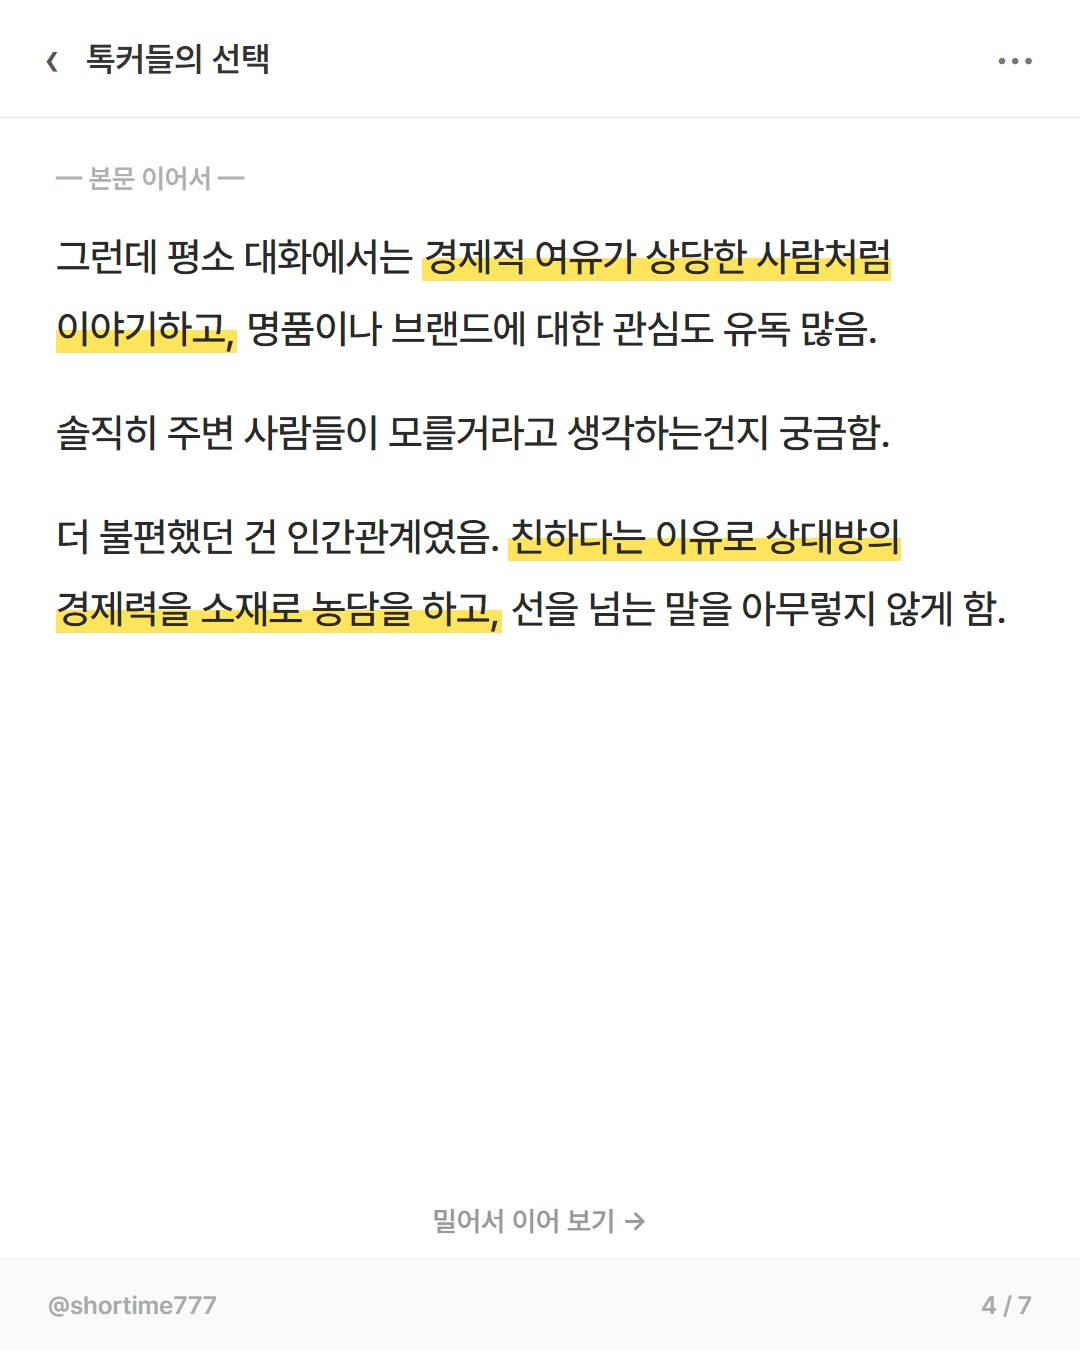 톡커들의 선택
— 본문 이어서 —
그런데 평소 대화에서는 경제적 여유가 상당한 사람처럼
이야기하고, 명품이나 브랜드에 대한 관심도 유독 많음.
솔직히 주변 사람들이 모를거라고 생각하는건지 궁금함.
더 불편했던 건 인간관계였음. 친하다는 이유로 상대방의
경제력을 소재로 농담을 하고, 선을 넘는 말을 아무렇지 않게 함.
밀어서 이어 보기 →
@shortime777
4 / 7